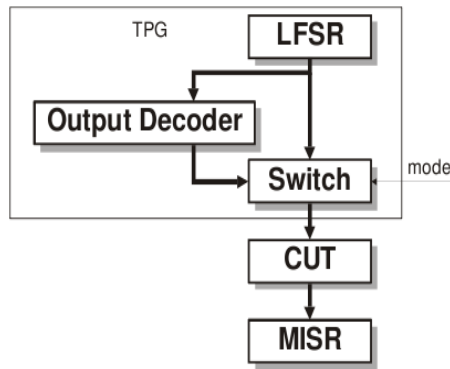 TPG
LFSR
Output Decoder
Switch
mode
CUT
MISR